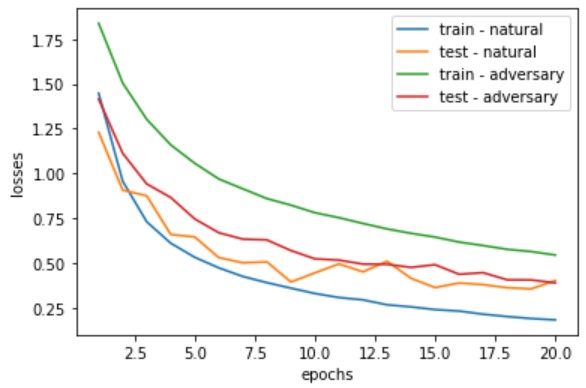 train - natural
test - natural
train - adversary
test - adversary
losses
1.75
1.50
1.25
1.00
0.75
0.50
0.25
2.5 5.0 7.5 10.0 12.5 15.0 17.5 20.0
epochs